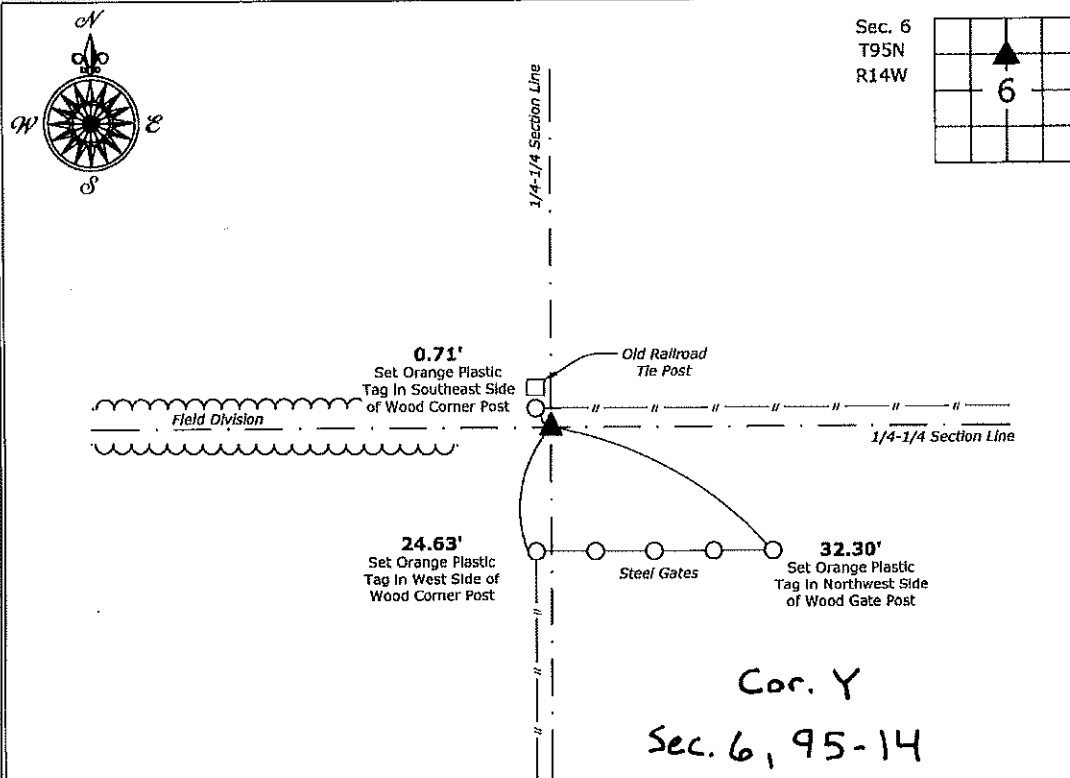 N
W
E
S
Sec. 6
T95N
R14W
6
1/4-1/4 Section Line
0.71'
Set Orange Plastic
Tag In Southeast Side
of Wood Corner Post
Old Railroad
Tie Post
Field Division
1/4-1/4 Section Line
24.63'
Set Orange Plastic
Tag In West Side of
Wood Corner Post
Steel Gates
32.30'
Set Orange Plastic
Tag In Northwest Side
of Wood Gate Post
Cor. Y
Sec. 6, 95-14